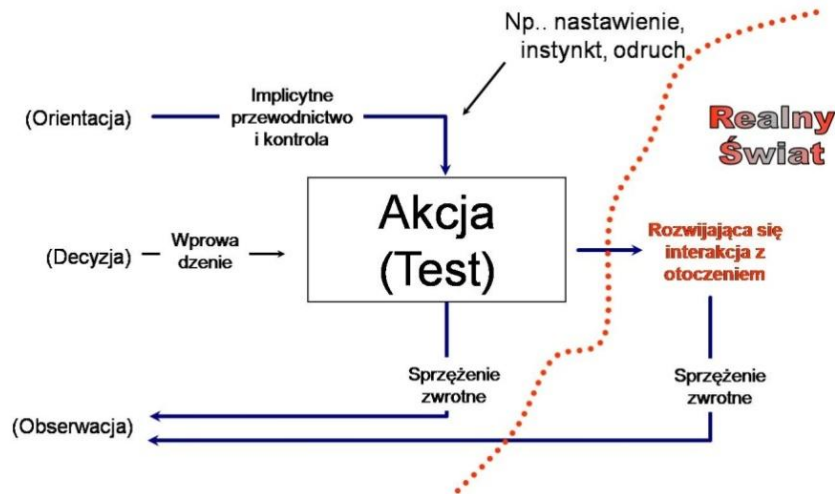 Np.. nastawienie,
instynkt, odruch
(Orientacja)
Implicytne
przewodnictwo
i kontrola
Realny
Świat
Akcja
(Test)
(Decyzja)
Wprowa
dzenie
Rozwijająca się
interakcja z
otoczeniem
Sprzężenie
zwrotne
Sprzężenie
zwrotne
(Obserwacja)